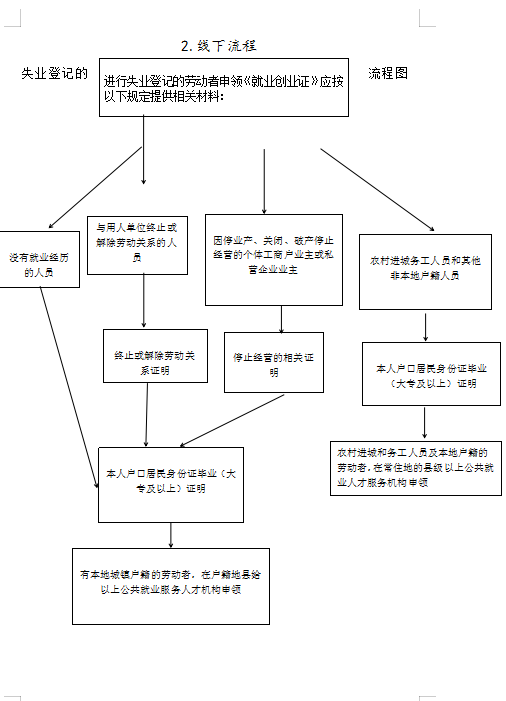 2.线下流程
失业登记的
流程图
进行失业登记的劳动者申领《就业创业证》应按
以下规定提供相关材料：
没有就业经历
的人员
与用人单位终止或
解除劳动关系的人
员
因停业产、关闭、破产停止
经营的个体工商户业主或私
营企业业主
农村进城务工人员和其他
非本地户籍人员
终止或解除劳动关
系证明
停止经营的相关证
明
本人户口居民身份证毕业
（大专及以上）证明
本人户口居民身份证毕业（大
专及以上）证明
农村进城和务工人员及本地户籍的
劳动者，在常住地的县级以上公共就
业人才服务机构申领
有本地城镇户籍的劳动者，在户籍地县给
以上公共就业服务人才机构申领